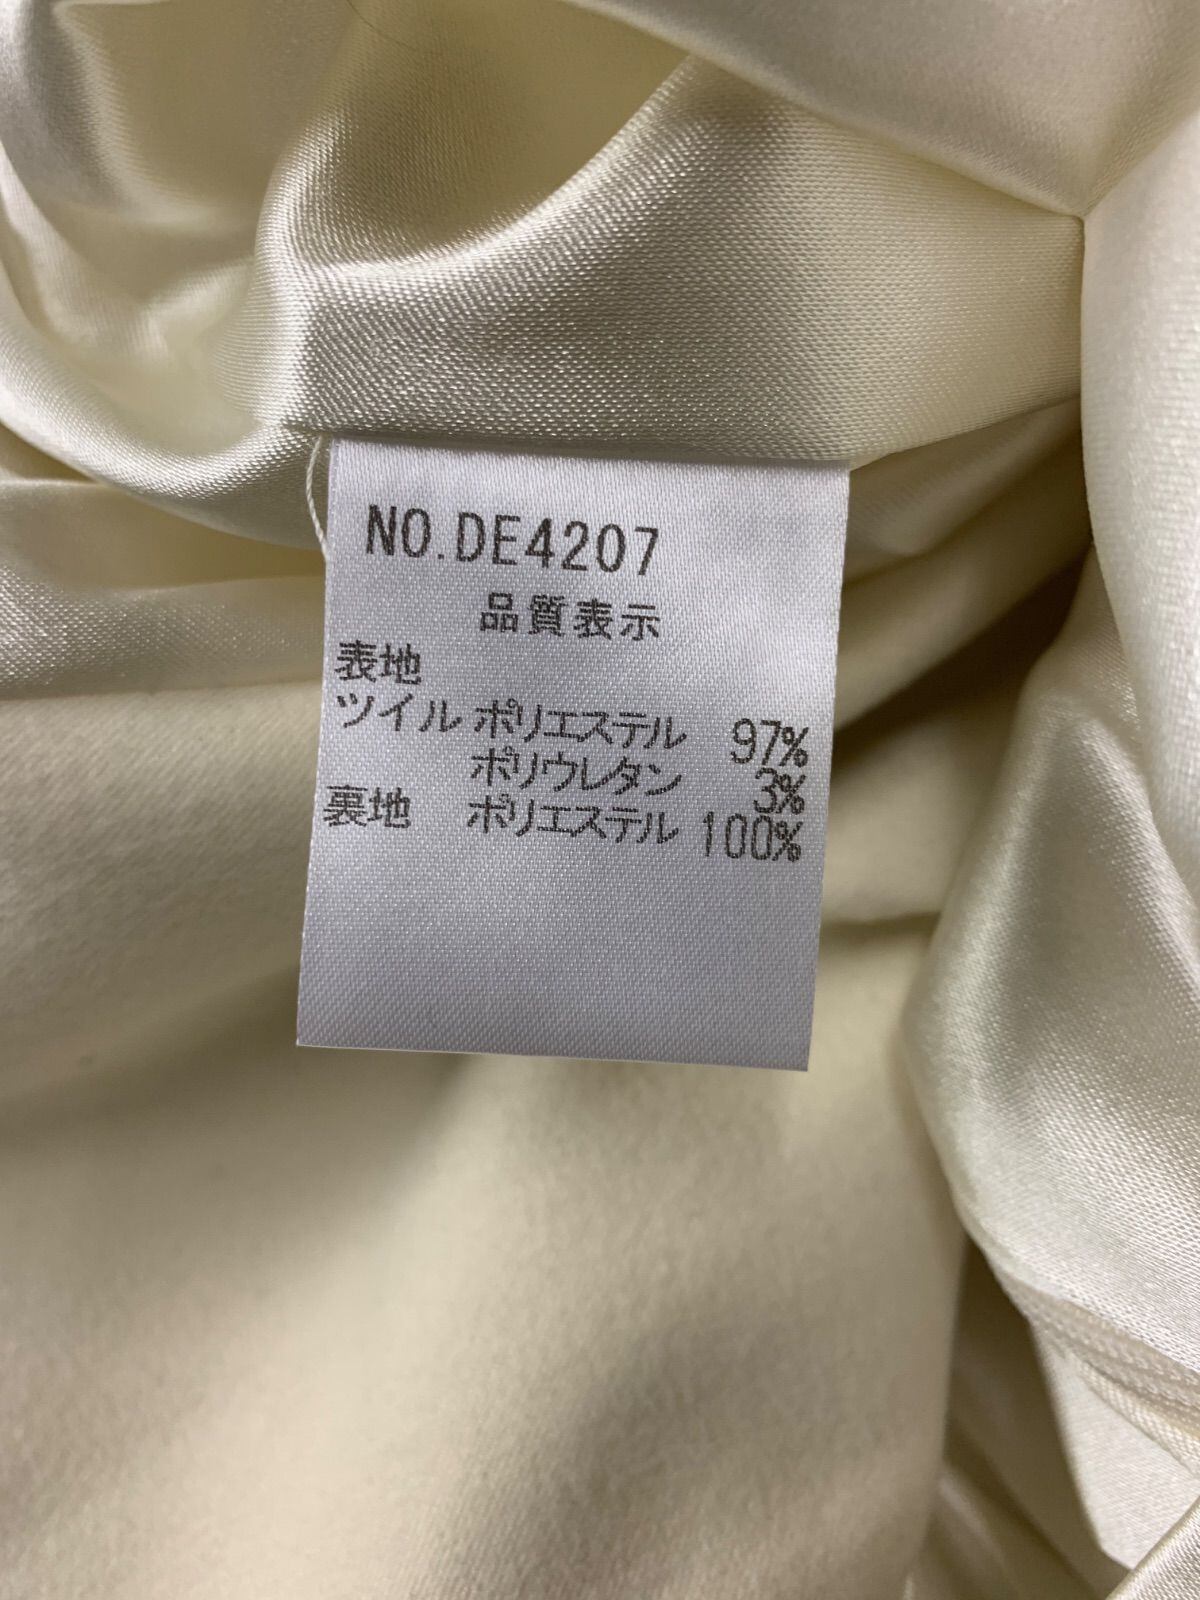 NO.DE4207
品質表示
表地
ツイル ポリエステル 97%
ポリウレタン 3%
裏地 ポリエステル 100%